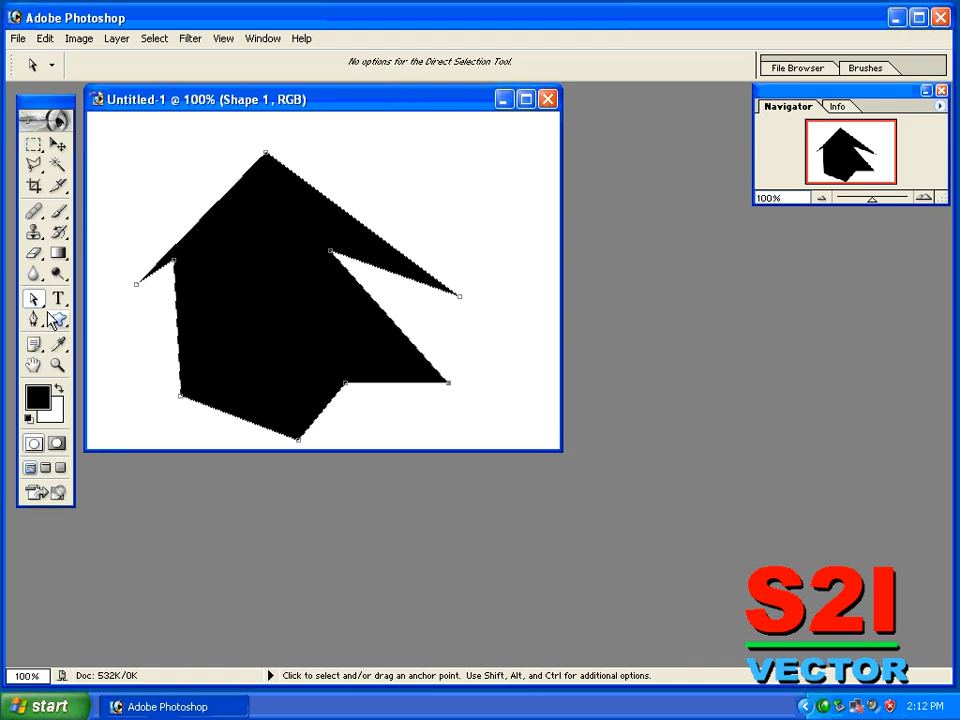 Adobe Photoshop
File Edit Image Layer Select Filter View Window Help
No options for the Direct Selection Tool.
File Browser Brushes
Untitled-1 @ 100% (Shape 1, RGB)
Navigator Info
100%
T
S2I
VECTOR
100% Doc: 532K/0K Click to select and/or drag an anchor point. Use Shift, Alt, and Ctrl for additional options.
start Adobe Photoshop 2:12 PM